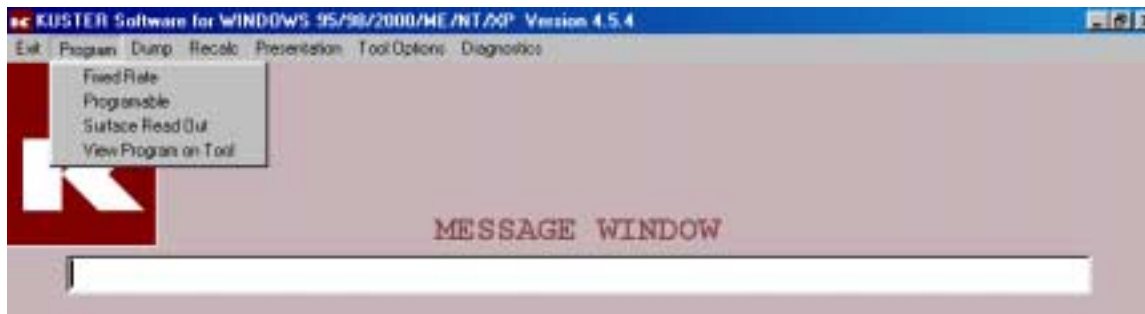 KUSTER Software for WINDOWS 95/98/2000/ME/NT/XP Version 4.5.4
Exit Program Dump Recalc Presentation Tool Options Diagnostics
Fixed Rate
Programable
Surface Read Out
View Program on Tool
MESSAGE WINDOW